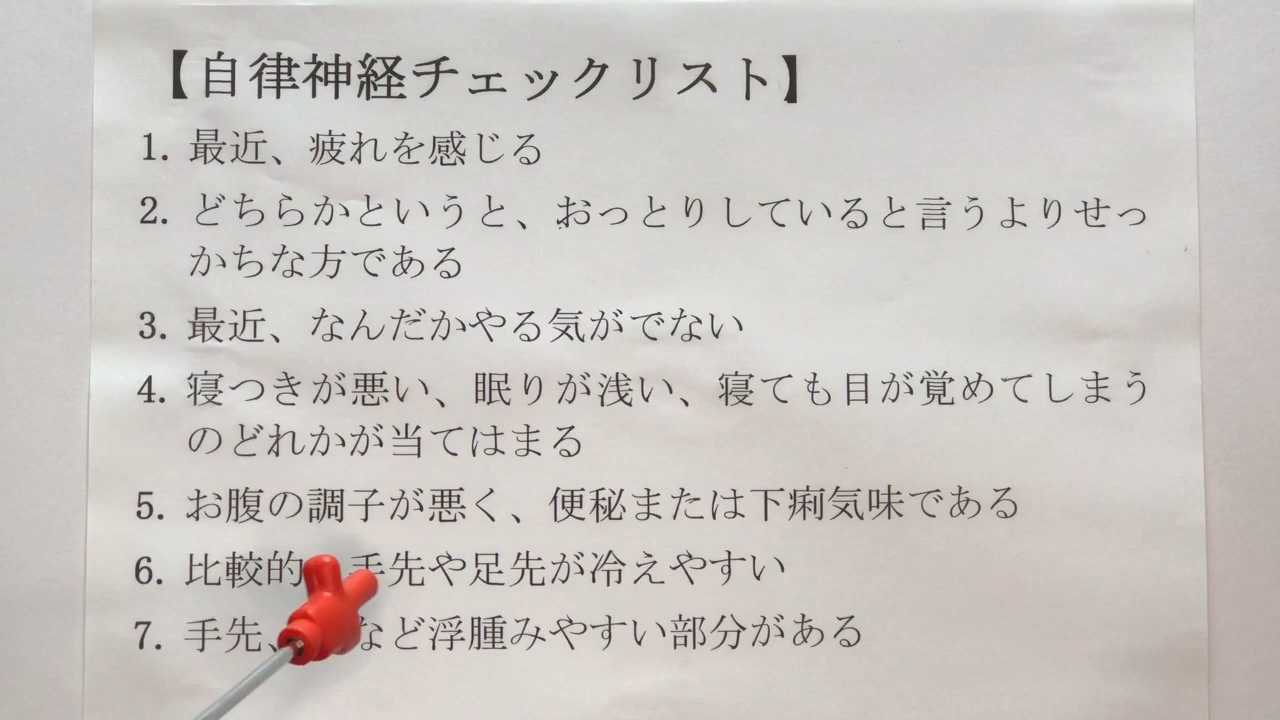 【自律神経チェックリスト】
1. 最近、疲れを感じる
2. どちらかというと、おっとりしていると言うよりせっ
かちな方である
3. 最近、なんだかやる気がでない
4. 寝つきが悪い、眠りが浅い、寝ても目が覚めてしまう
のどれかが当てはまる
5. お腹の調子が悪く、便秘または下痢気味である
6. 比較的 手先や足先が冷えやすい
7. 手先、 など浮腫みやすい部分がある